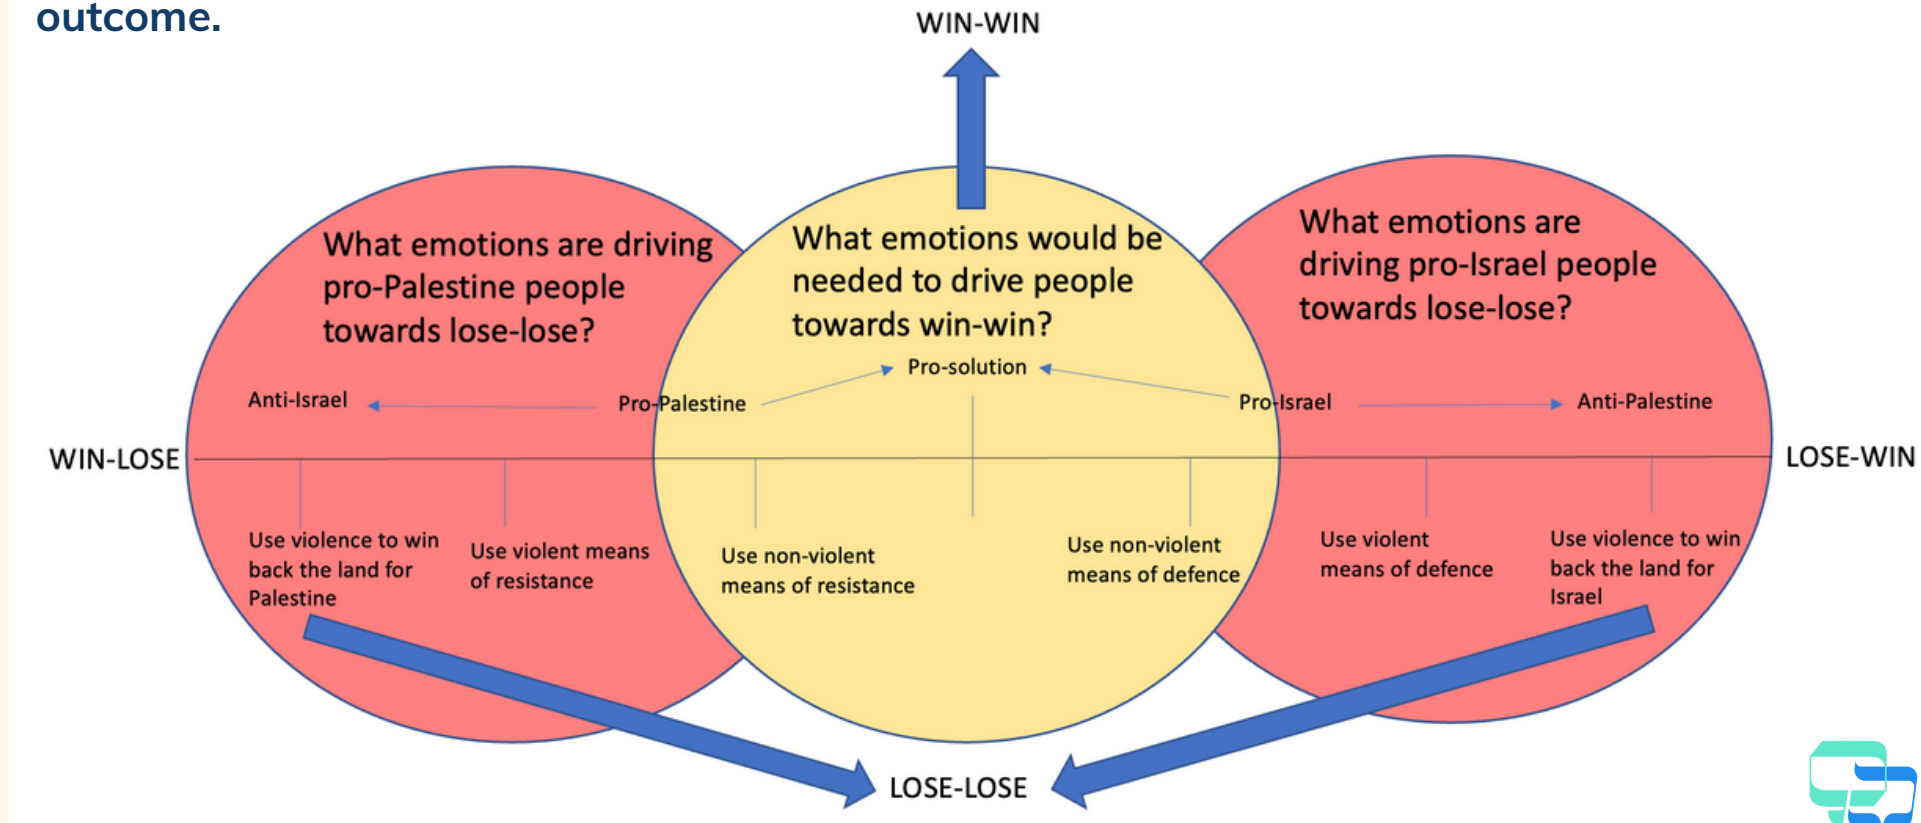 outcome.
WIN-WIN
What emotions are driving
pro-Palestine people
towards lose-lose?
What emotions would be
needed to drive people
towards win-win?
What emotions are
driving pro-Israel people
towards lose-lose?
Pro-solution
Anti-Israel
Pro-Palestine
Pro-Israel
Anti-Palestine
WIN-LOSE
LOSE-WIN
Use violence to win
back the land for
Palestine
Use violent means
of resistance
Use non-violent
means of resistance
Use non-violent
means of defence
Use violent
means of defence
Use violence to win
back the land for
Israel
LOSE-LOSE